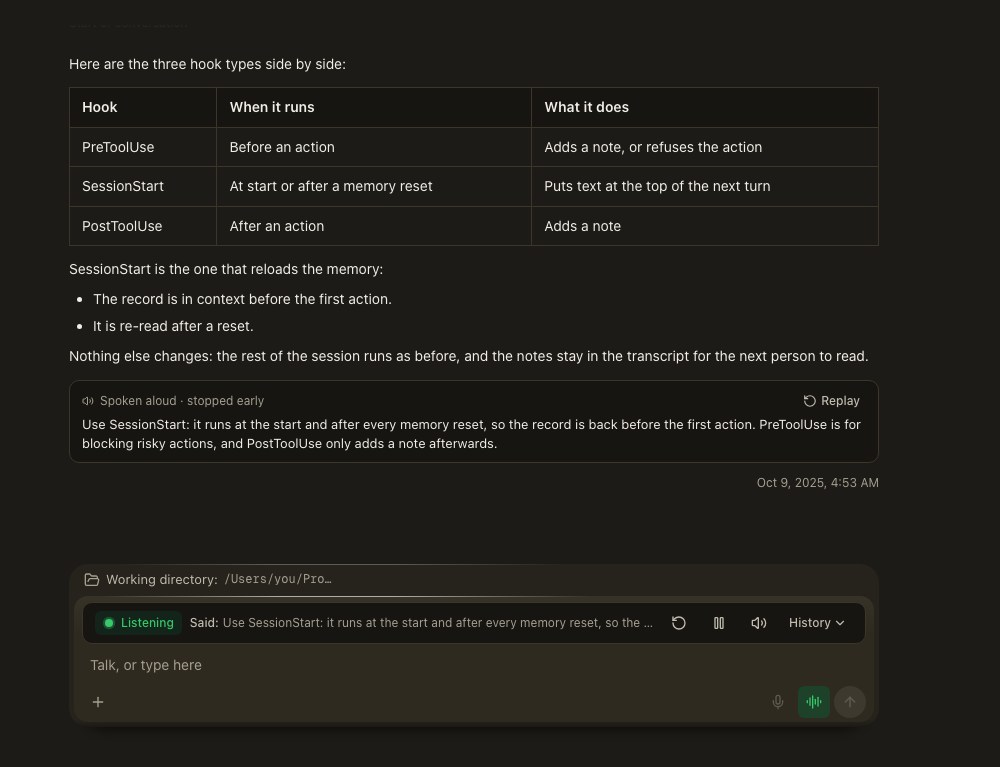 Here are the three hook types side by side:
Hook When it runs What it does
PreToolUse Before an action Adds a note, or refuses the action
SessionStart At start or after a memory reset Puts text at the top of the next turn
PostToolUse After an action Adds a note
SessionStart is the one that reloads the memory:
• The record is in context before the first action.
• It is re-read after a reset.
Nothing else changes: the rest of the session runs as before, and the notes stay in the transcript for the next person to read.
Spoken aloud · stopped early Replay
Use SessionStart: it runs at the start and after every memory reset, so the record is back before the first action. PreToolUse is for
blocking risky actions, and PostToolUse only adds a note afterwards.
Oct 9, 2025, 4:53 AM
Working directory: /Users/you/Pro…
Listening Said: Use SessionStart: it runs at the start and after every memory reset, so the ... History
Talk, or type here